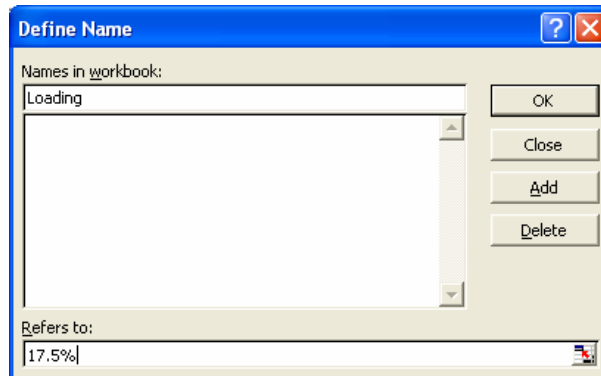 Define Name
Names in workbook:
Loading
OK
Close
Add
Delete
Refers to:
17.5%